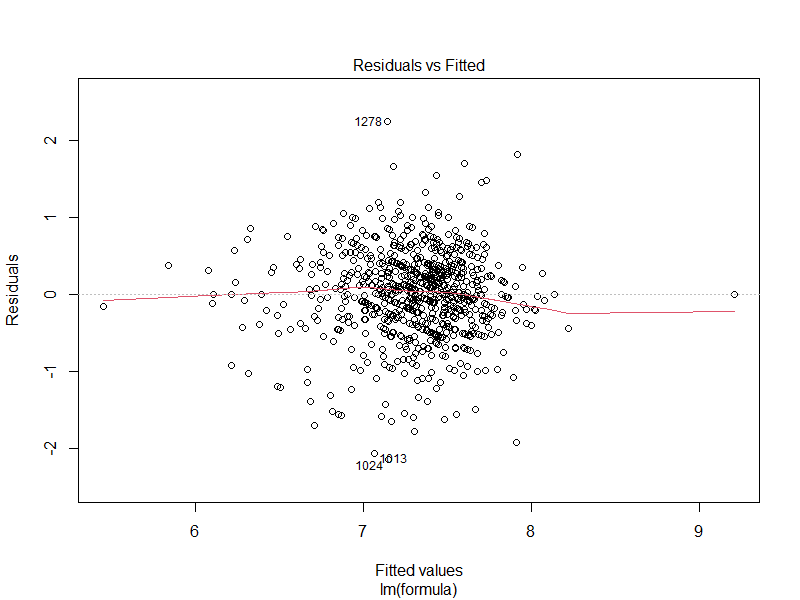 Residuals vs Fitted
1278
1013
1024
2
1
0
-1
-2
Residuals
6 7 8 9
Fitted values
lm(formula)